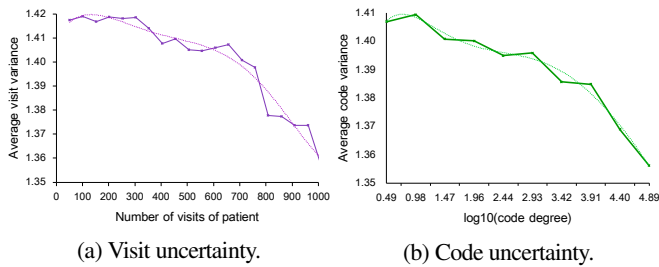 Average visit variance
1.42
1.41
1.40
1.39
1.38
1.37
1.36
1.35
0 100 200 300 400 500 600 700 800 900 1000
Number of visits of patient
(a) Visit uncertainty.
Average code variance
1.41
1.40
1.39
1.38
1.37
1.36
1.35
0.49 0.98 1.47 1.96 2.44 2.93 3.42 3.91 4.40 4.89
log10(code degree)
(b) Code uncertainty.